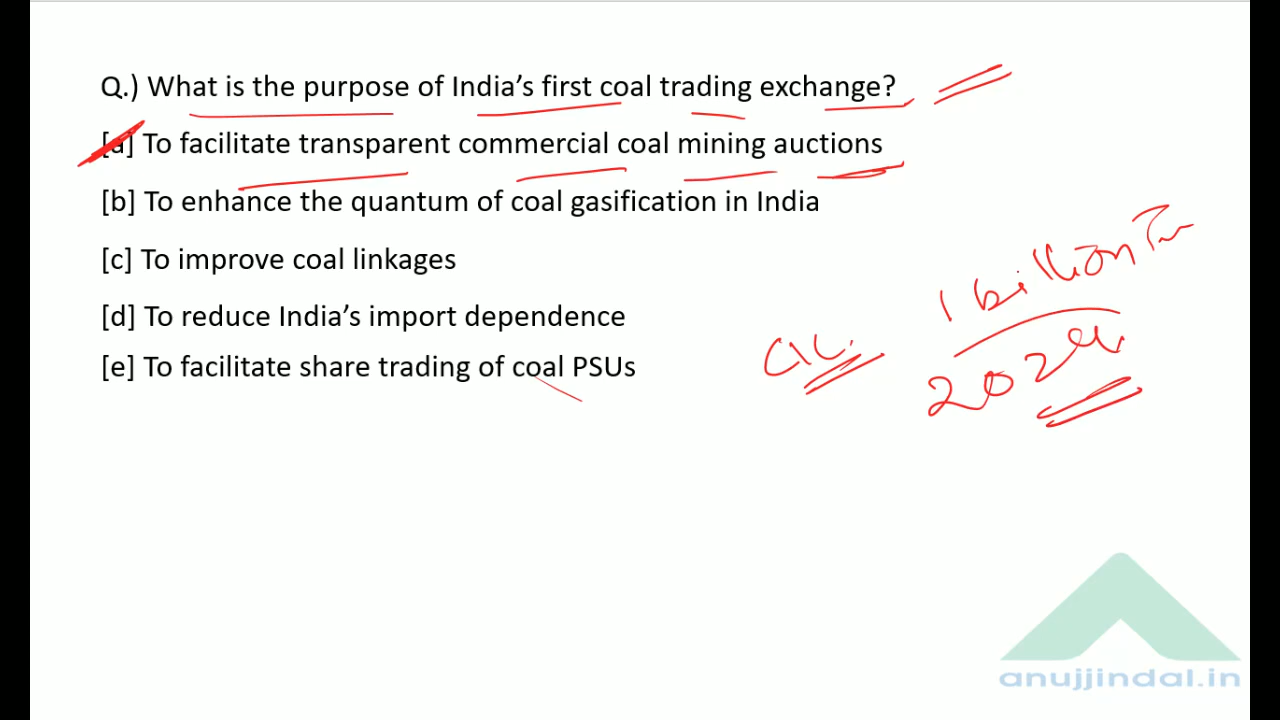 Q.) What is the purpose of India’s first coal trading exchange?
[a] To facilitate transparent commercial coal mining auctions
[b] To enhance the quantum of coal gasification in India
[c] To improve coal linkages
[d] To reduce India’s import dependence
[e] To facilitate share trading of coal PSUs
1 billion
CIL.
2024
anujjindal.in